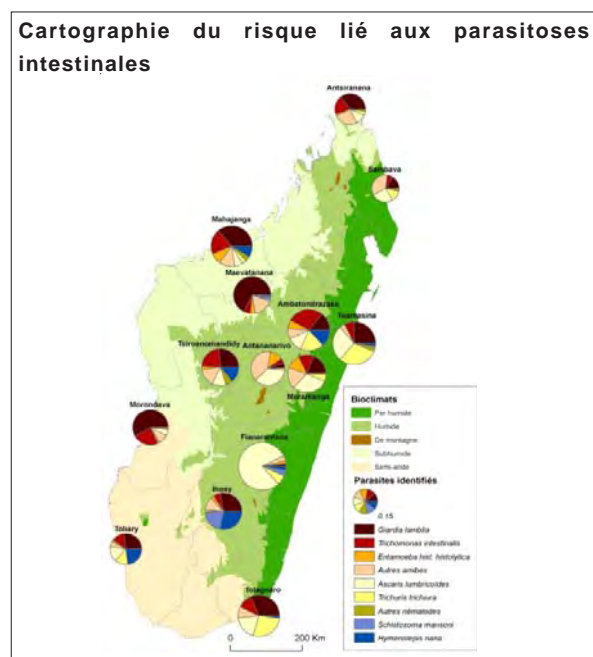 Cartographie du risque lié aux parasitoses
intestinales
Antsiranana
Sambava
Mahajanga
Maevatanana
Ambatondrazaka
Toamasina
Tsiroanomandidy
Antananarivo
Moramanga
Morondava
Fianarantsoa
Ihosy
Toliary
Tolagnaro
0
200 Km
Bioclimats
Per humide
Humide
De montagne
Subhumide
Semi-aride
Parasites identifiés
0.15
Giardia lamblia
Trichomonas intestinalis
Entamoeba hist. histolytica
Autres amibes
Ascaris lumbricoides
Trichuris trichiura
Autres nématodes
Schistosoma mansoni
Hymenolepis nana